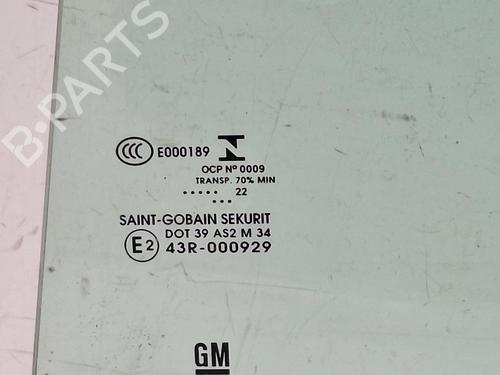 B-PARTS
CCC E000189 N
OCP Nº 0009
TRANSP. 70% MIN
..... 22
...
SAINT-GOBAIN SEKURIT
E2 DOT 39 AS2 M 34
43R-000929
GM